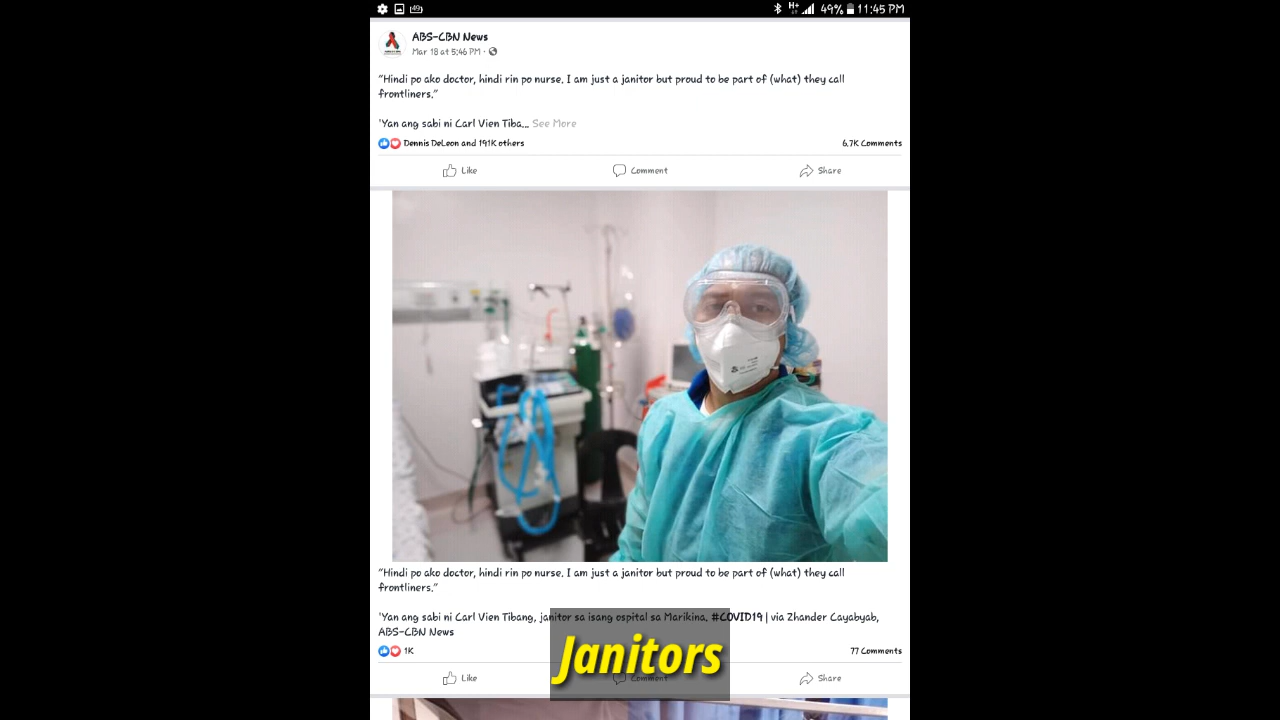 49
49% 11:45 PM
ABS-CBN News
Mar 18 at 5:46 PM ·
"Hindi po ako doctor, hindi rin po nurse. I am just a janitor but proud to be part of (what) they call
frontliners."
'Yan ang sabi ni Carl Vien Tiba... See More
Dennis DeLeon and 191K others 6.7K Comments
Like Comment Share
"Hindi po ako doctor, hindi rin po nurse. I am just a janitor but proud to be part of (what) they call
frontliners."
'Yan ang sabi ni Carl Vien Tibang, janitor sa isang ospital sa Marikina. #COVID19 | via Zhander Cayabyab,
ABS-CBN News
1K 77 Comments
Janitors
Like Comment Share